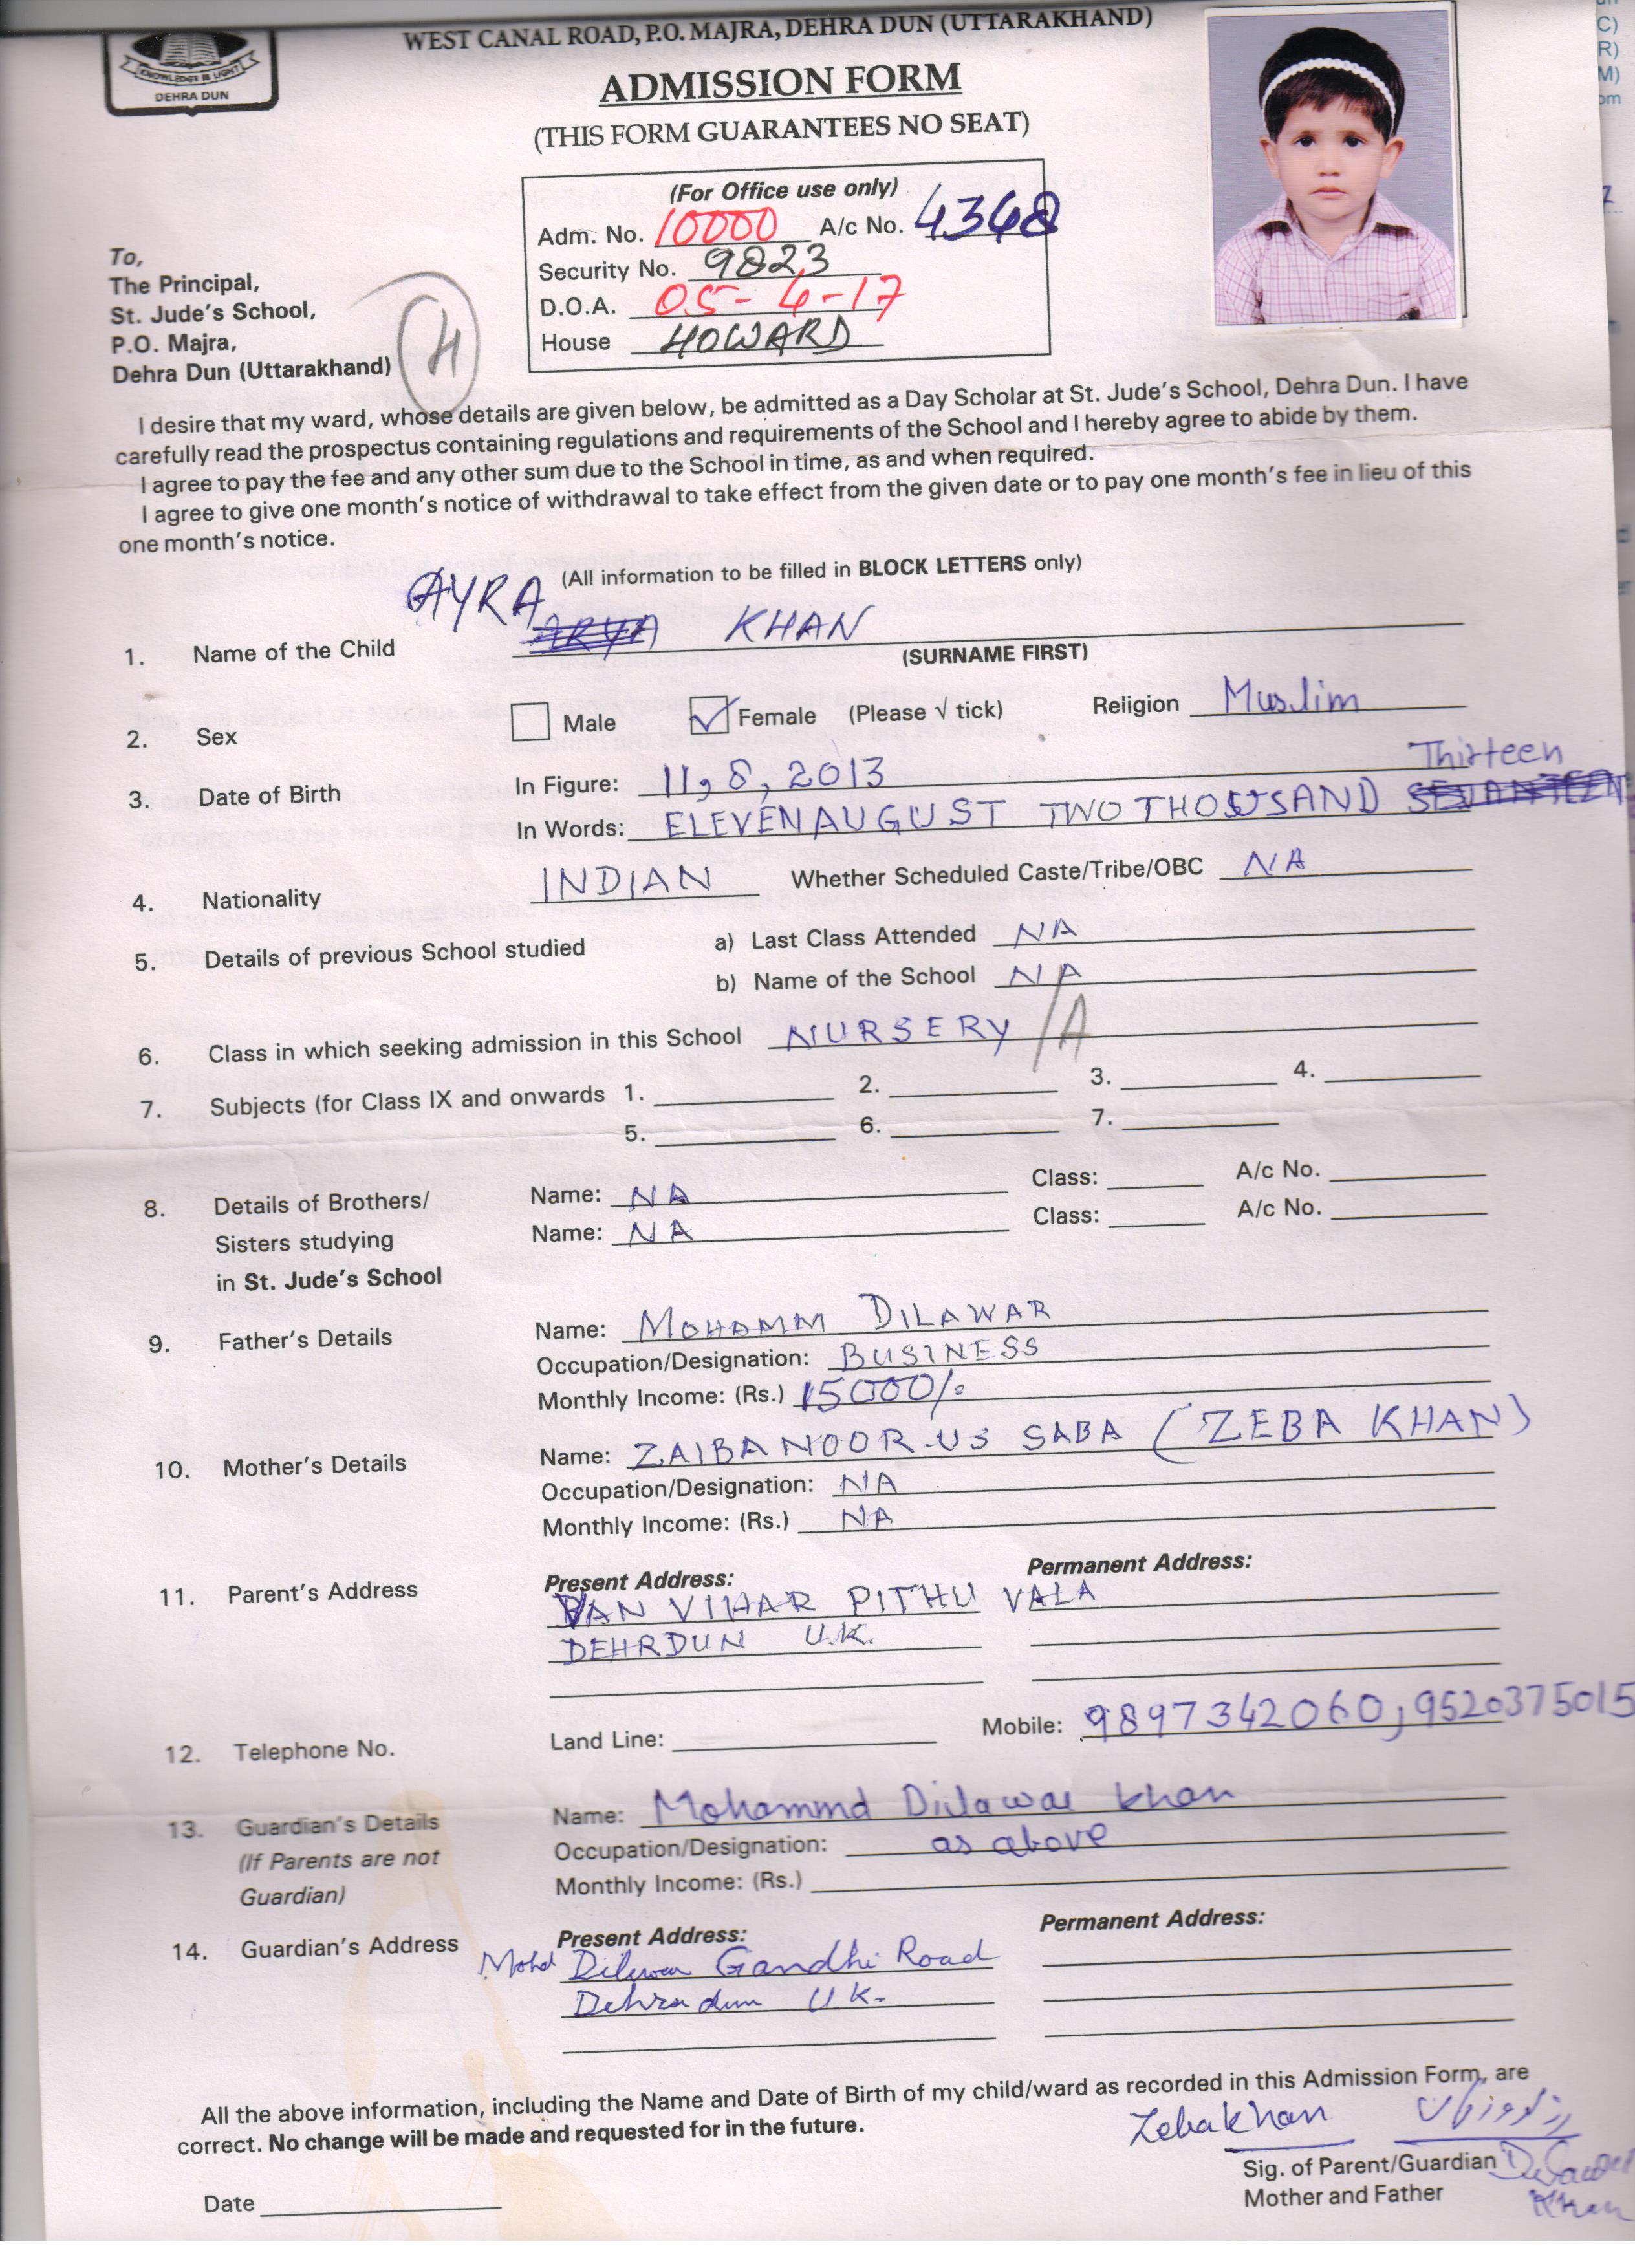 KNOWLEDGE IS LIGHT
DEHRA DUN
WEST CANAL ROAD, P.O. MAJRA, DEHRA DUN (UTTARAKHAND)
ADMISSION FORM
(THIS FORM GUARANTEES NO SEAT)
(For Office use only)
Adm. No. 10000 A/c No. 4368
Security No. 9823
D.O.A. 05-4-17
House HOWARD
To,
The Principal,
St. Jude's School,
P.O. Majra,
Dehra Dun (Uttarakhand)
H
I desire that my ward, whose details are given below, be admitted as a Day Scholar at St. Jude's School, Dehra Dun. I have
carefully read the prospectus containing regulations and requirements of the School and I hereby agree to abide by them.
I agree to pay the fee and any other sum due to the School in time, as and when required.
I agree to give one month's notice of withdrawal to take effect from the given date or to pay one month's fee in lieu of this
one month's notice.
(All information to be filled in BLOCK LETTERS only)
1. Name of the Child AYRA ARYA KHAN
(SURNAME FIRST)
2. Sex Male Female (Please √ tick) Religion Muslim
3. Date of Birth In Figure: 11, 8, 2013
In Words: ELEVEN AUGUST TWO THOUSAND SEVANTEEN Thirteen
4. Nationality INDIAN Whether Scheduled Caste/Tribe/OBC NA
5. Details of previous School studied a) Last Class Attended NA
b) Name of the School NA
6. Class in which seeking admission in this School NURSERY /A
7. Subjects (for Class IX and onwards 1. 2. 3. 4.
5. 6. 7.
8. Details of Brothers/ Name: NA Class: A/c No.
Sisters studying Name: NA Class: A/c No.
in St. Jude's School
9. Father's Details Name: MOHAMM DILAWAR
Occupation/Designation: BUSINESS
Monthly Income: (Rs.) 15000/-
10. Mother's Details Name: ZAIBA NOOR-US SABA (ZEBA KHAN)
Occupation/Designation: NA
Monthly Income: (Rs.) NA
11. Parent's Address Present Address: Permanent Address:
VAN VIHAR PITHU VALA
DEHRDUN U.K.
12. Telephone No. Land Line: Mobile: 9897342060, 9520375015
13. Guardian's Details Name: Mohammd Dilawar Khan
(If Parents are not Occupation/Designation: as above
Guardian) Monthly Income: (Rs.)
14. Guardian's Address Present Address: Permanent Address:
Mohd Dilawar Gandhi Road
Dehradun U.K.
All the above information, including the Name and Date of Birth of my child/ward as recorded in this Admission Form, are
correct. No change will be made and requested for in the future.
Zeba Khan
Sig. of Parent/Guardian Dilawar
Mother and Father Khan
Date